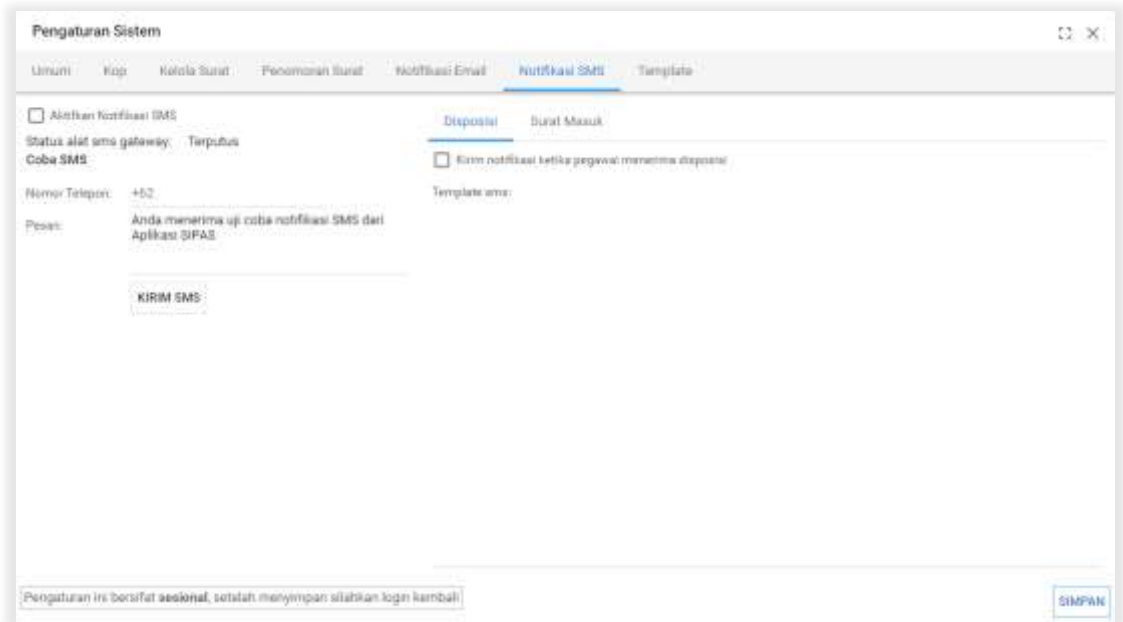 Pengaturan Sistem
Umum Kop Kelola Surat Penomoran Surat Notifikasi Email Notifikasi SMS Template
Aktifkan Notifikasi SMS
Status alat sms gateway: Terputus
Coba SMS
Nomor Telepon: +62
Pesan: Anda menerima uji coba notifikasi SMS dari
Aplikasi SIPAS
KIRIM SMS
Disposisi Surat Masuk
Kirim notifikasi ketika pegawai menerima disposisi
Template sms:
Pengaturan ini bersifat sesional, setelah menyimpan silahkan login kembali
SIMPAN